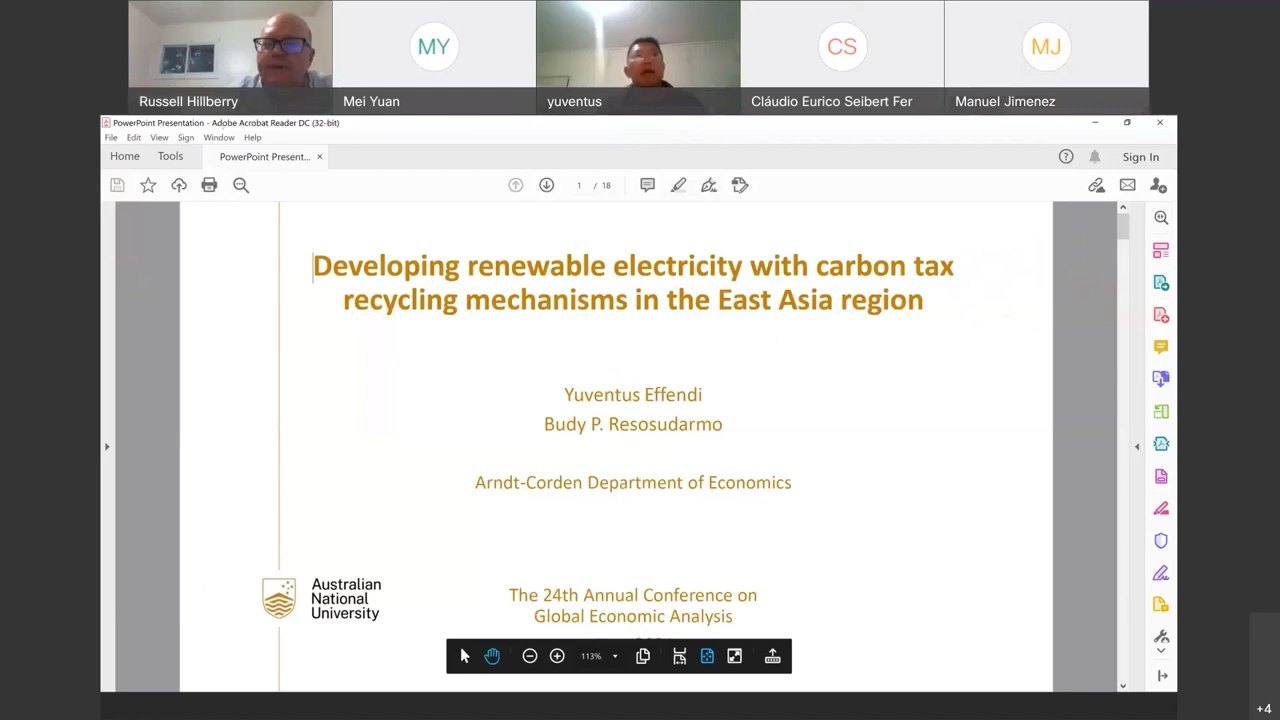 MY
CS
MJ
Russell Hillberry
Mei Yuan
yuventus
Cláudio Eurico Seibert Fer
Manuel Jimenez
PowerPoint Presentation - Adobe Acrobat Reader DC (32-bit)
File Edit View Sign Window Help
Home Tools PowerPoint Present... × Sign In
1 / 18
Developing renewable electricity with carbon tax
recycling mechanisms in the East Asia region
Yuventus Effendi
Budy P. Resosudarmo
Arndt-Corden Department of Economics
Australian
National
University
The 24th Annual Conference on
Global Economic Analysis
113%
+4